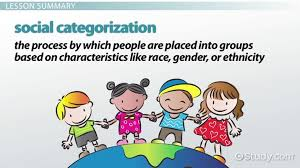 LESSON SUMMARY
social categorization
the process by which people are placed into groups
based on characteristics like race, gender, or ethnicity
Study.com